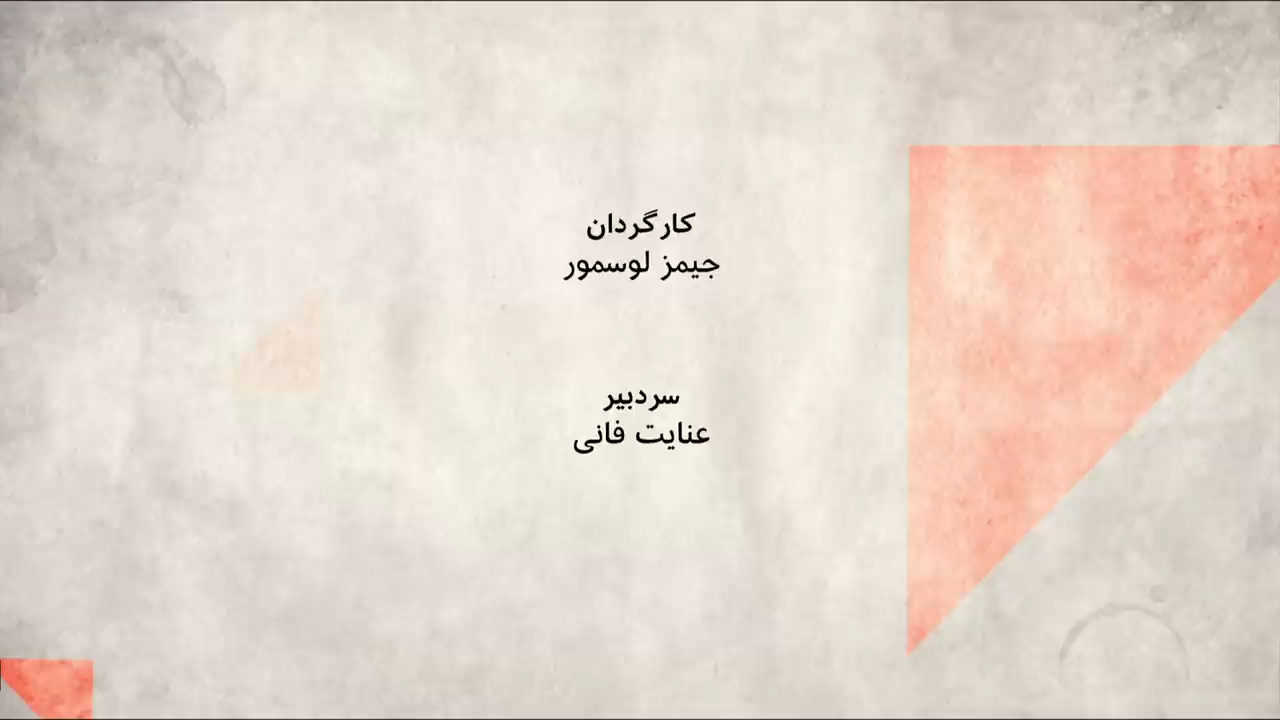 کارگردان
جیمز لوسمور
سردبیر
عنایت فانی